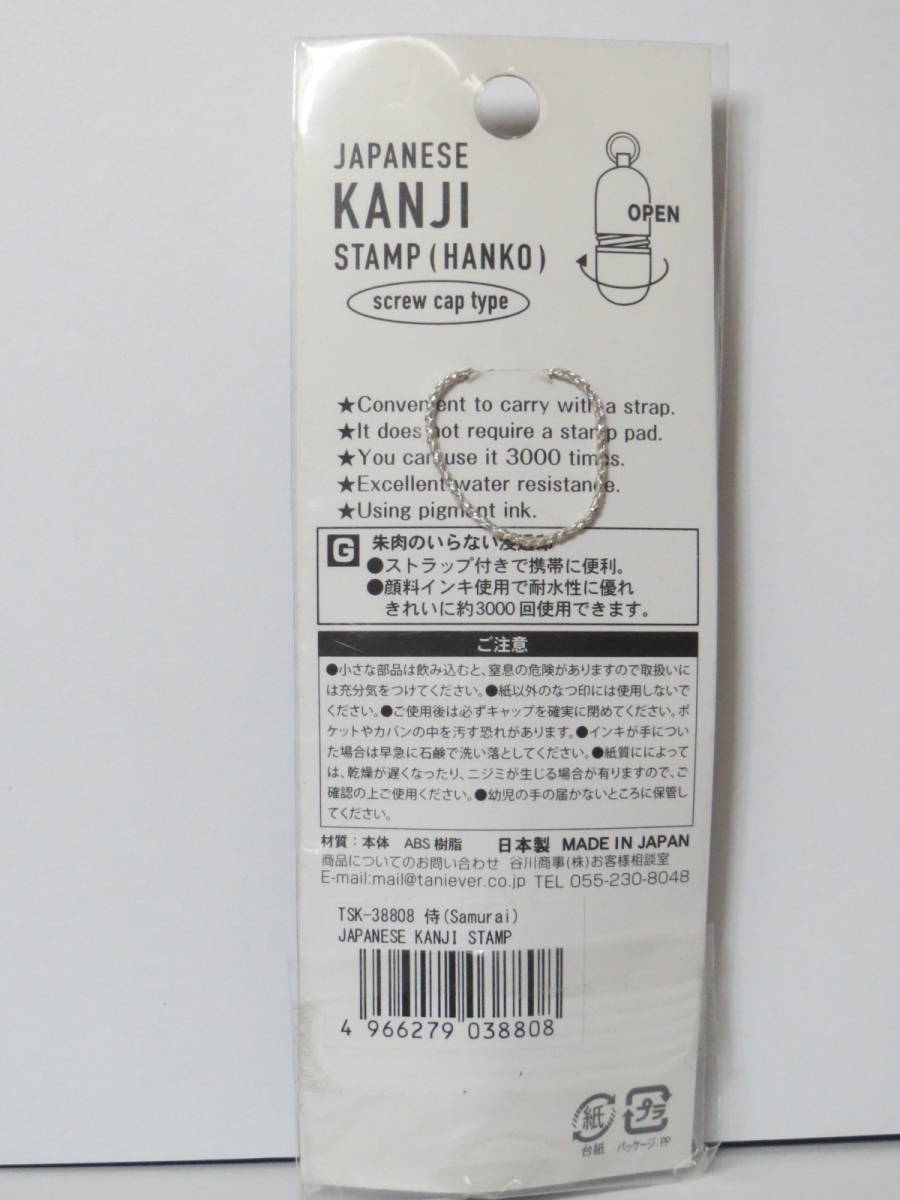 JAPANESE
KANJI
STAMP (HANKO)
screw cap type
OPEN
★Convenient to carry with a strap.
★It does not require a stamp pad.
★You can use it 3000 times.
★Excellent water resistance.
★Using pigment ink.
G 朱肉のいらない浸透印
●ストラップ付きで携帯に便利。
●顔料インキ使用で耐水性に優れ
きれいに約3000回使用できます。
ご注意
●小さな部品は飲み込むと、窒息の危険がありますので取扱いに
は充分気をつけてください。●紙以外のなつ印には使用しないで
ください。●ご使用後は必ずキャップを確実に閉めてください。ポ
ケットやカバンの中を汚す恐れがあります。●インキが手につい
た場合は早急に石鹸で洗い落としてください。●紙質にによって
は、乾燥が遅くなったり、ニジミが生じる場合が有りますので、ご
確認の上ご使用ください。●幼児の手の届かないところに保管し
てください。
材質：本体 ABS樹脂 日本製 MADE IN JAPAN
商品についてのお問い合わせ 谷川商事(株)お客様相談室
E-mail:mail@taniever.co.jp TEL 055-230-8048
TSK-38808 侍(Samurai)
JAPANESE KANJI STAMP
4 966279 038808
紙 プラ
台紙 パッケージ:PP